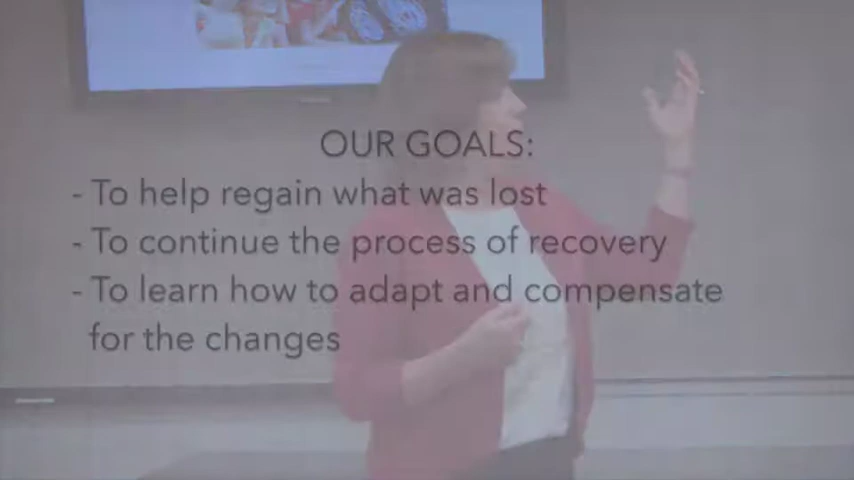 OUR GOALS:
- To help regain what was lost
- To continue the process of recovery
- To learn how to adapt and compensate
for the changes